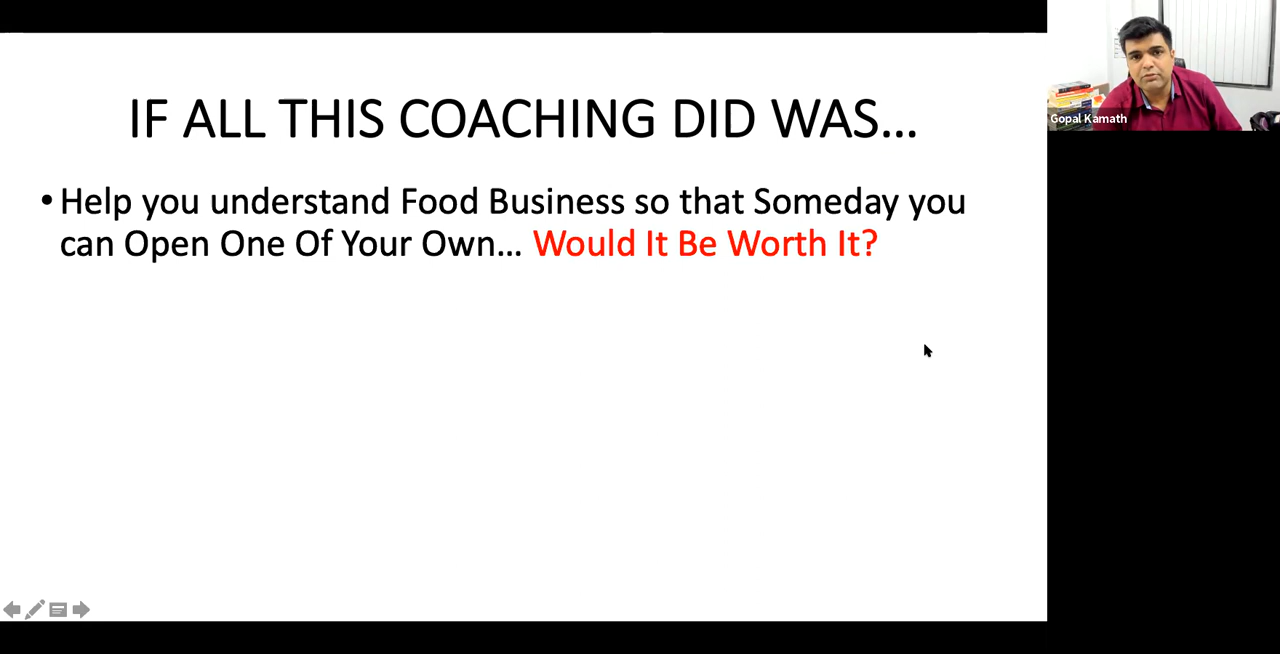 IF ALL THIS COACHING DID WAS...
• Help you understand Food Business so that Someday you
can Open One Of Your Own... Would It Be Worth It?
Gopal Kamath